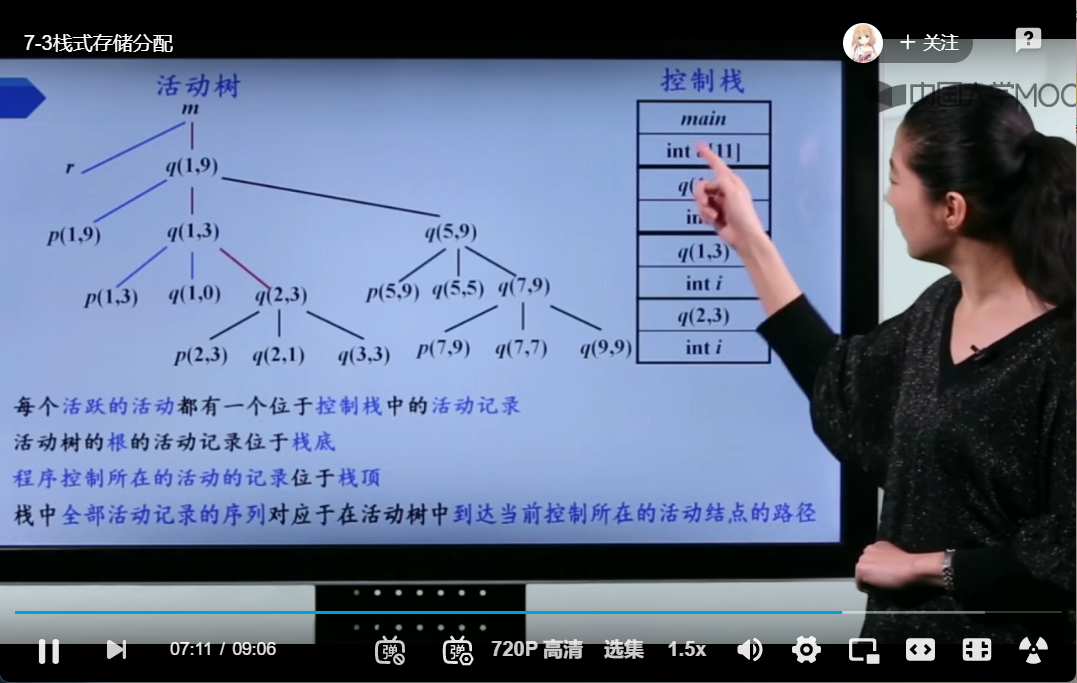 7-3栈式存储分配
+ 关注
?
中国大学MOOC
活动树
控制栈
m
main
r
q(1,9)
int [11]
p(1,9)
q(1,3)
q(5,9)
q(1,3)
p(1,3)
q(1,0)
q(2,3)
p(5,9)
q(5,5)
q(7,9)
int i
q(2,3)
p(2,3)
q(2,1)
q(3,3)
p(7,9)
q(7,7)
q(9,9)
int i
每个活跃的活动都有一个位于控制栈中的活动记录
活动树的根的活动记录位于栈底
程序控制所在的活动的记录位于栈顶
栈中全部活动记录的序列对应于在活动树中到达当前控制所在的活动结点的路径
07:11 / 09:06
弹
弹
720P 高清
选集
1.5x